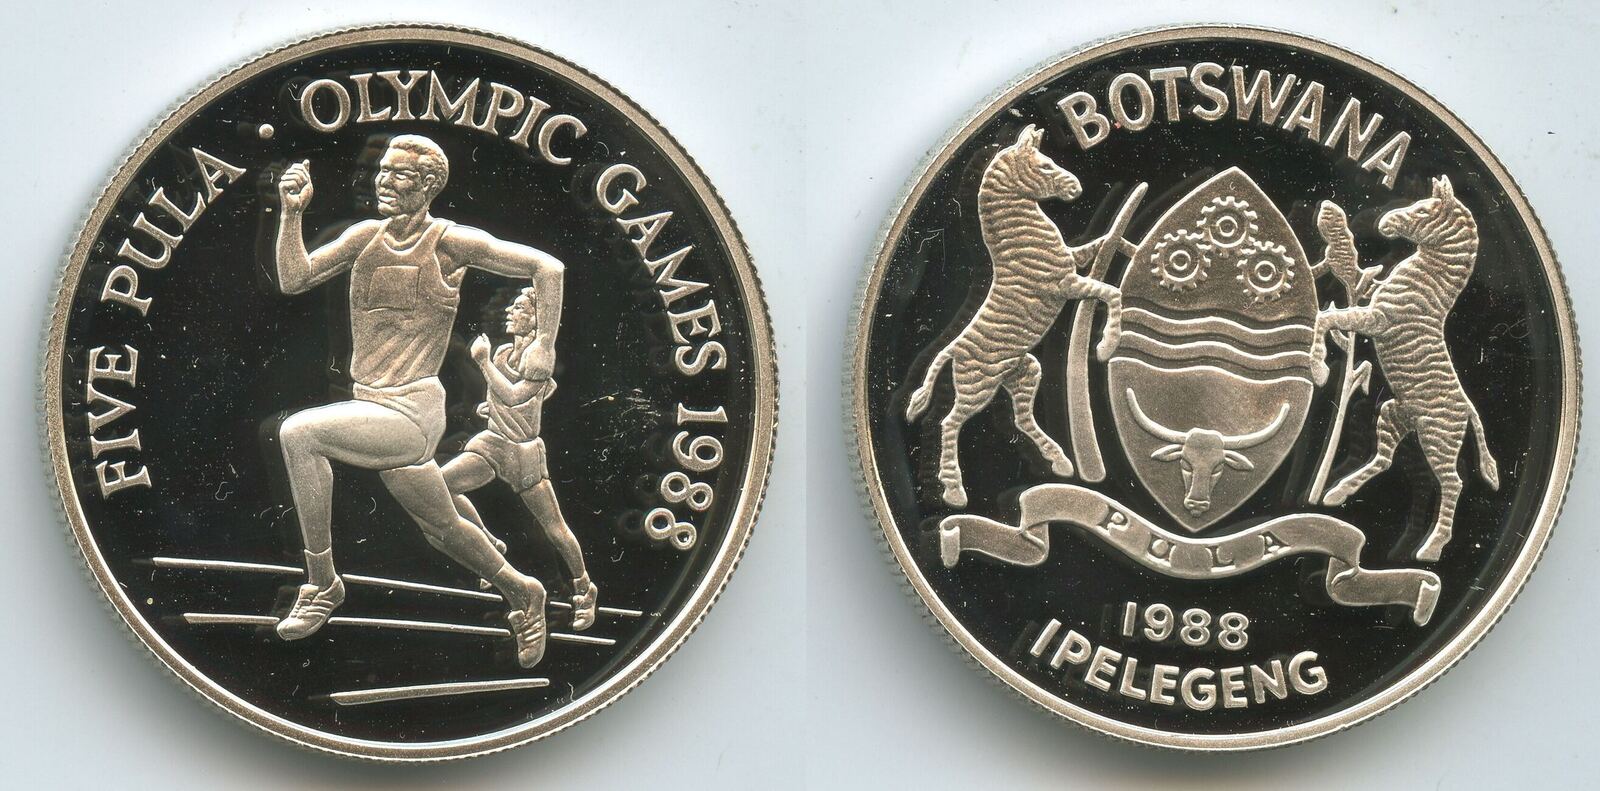 FIVE PULA · OLYMPIC GAMES 1988
BOTSWANA
PULA
1988
IPELEGENG